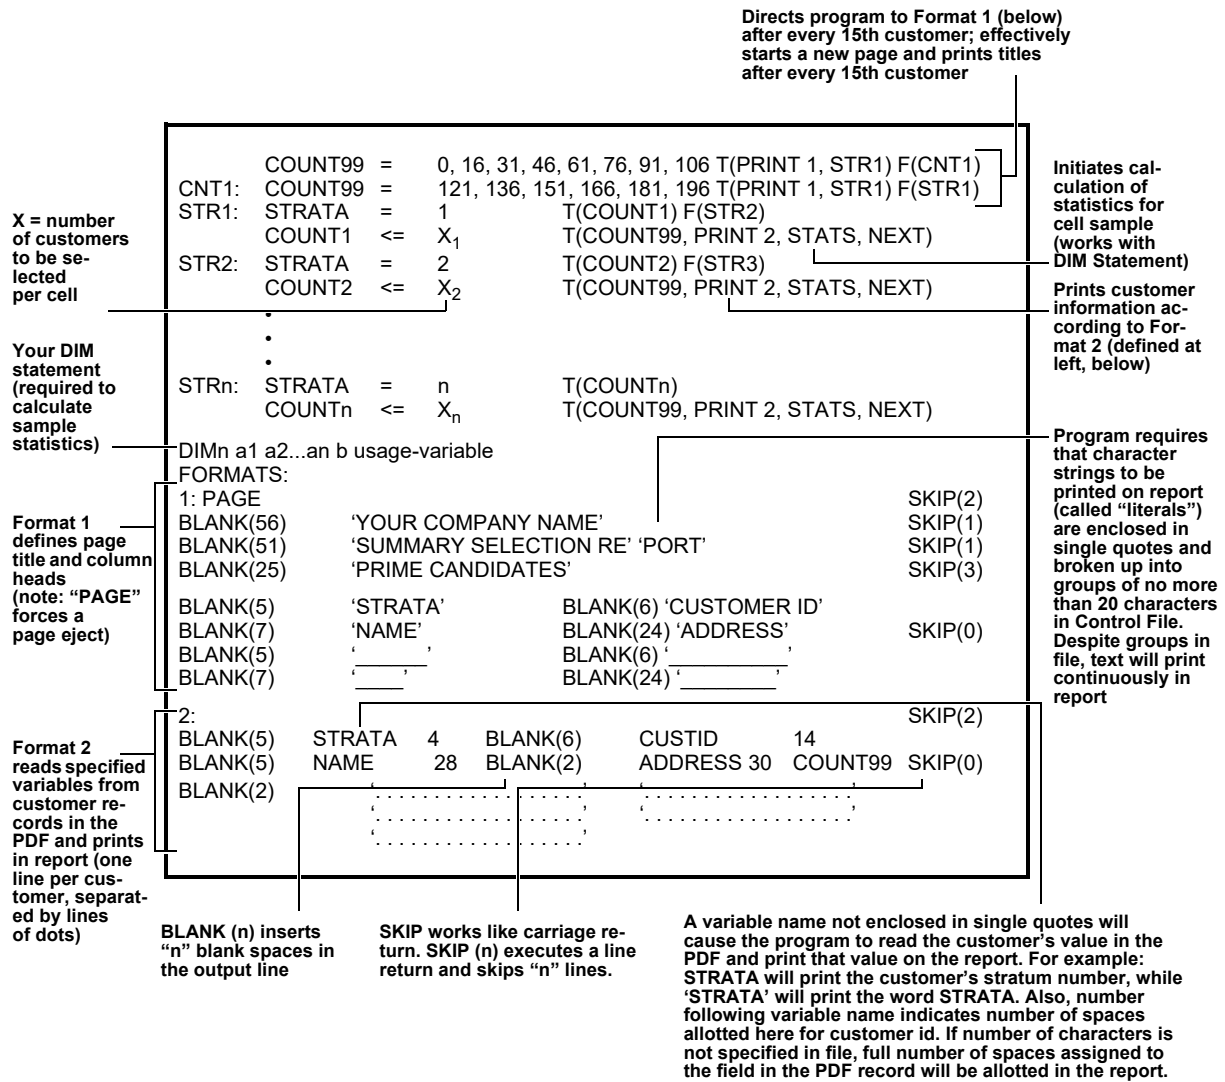 Directs program to Format 1 (below)
after every 15th customer; effectively
starts a new page and prints titles
after every 15th customer
COUNT99 = 0, 16, 31, 46, 61, 76, 91, 106 T(PRINT 1, STR1) F(CNT1)
CNT1: COUNT99 = 121, 136, 151, 166, 181, 196 T(PRINT 1, STR1) F(STR1)
STR1: STRATA = 1 T(COUNT1) F(STR2)
COUNT1 <= X1 T(COUNT99, PRINT 2, STATS, NEXT)
STR2: STRATA = 2 T(COUNT2) F(STR3)
COUNT2 <= X2 T(COUNT99, PRINT 2, STATS, NEXT)
•
•
•
STRn: STRATA = n T(COUNTn)
COUNTn <= Xn T(COUNT99, PRINT 2, STATS, NEXT)
DIMn a1 a2...an b usage-variable
FORMATS:
1: PAGE SKIP(2)
BLANK(56) ‘YOUR COMPANY NAME’ SKIP(1)
BLANK(51) ‘SUMMARY SELECTION RE’ ‘PORT’ SKIP(1)
BLANK(25) ‘PRIME CANDIDATES’ SKIP(3)
BLANK(5) ‘STRATA’ BLANK(6) ‘CUSTOMER ID’
BLANK(7) ‘NAME’ BLANK(24) ‘ADDRESS’ SKIP(0)
BLANK(5) ‘______’ BLANK(6) ‘__________’
BLANK(7) ‘____’ BLANK(24) ‘________’
2: SKIP(2)
BLANK(5) STRATA 4 BLANK(6) CUSTID 14
BLANK(5) NAME 28 BLANK(2) ADDRESS 30 COUNT99 SKIP(0)
BLANK(2) ‘. . . . . . . . . . . . . . . . . .’ ‘. . . . . . . . . . . . . . . . . .’
‘. . . . . . . . . . . . . . . . . .’ ‘. . . . . . . . . . . . . . . . . .’
‘. . . . . . . . . . . . . . . . . .’
X = number
of customers
to be se-
lected
per cell
Your DIM
statement
(required to
calculate
sample
statistics)
Format 1
defines page
title and column
heads
(note: “PAGE”
forces a
page eject)
Format 2
reads specified
variables from
customer re-
cords in the
PDF and prints
in report (one
line per cus-
tomer, separat-
ed by lines
of dots)
Initiates cal-
culation of
statistics for
cell sample
(works with
DIM Statement)
Prints customer
information ac-
cording to For-
mat 2 (defined at
left, below)
Program requires
that character
strings to be
printed on report
(called “literals”)
are enclosed in
single quotes and
broken up into
groups of no more
than 20 characters
in Control File.
Despite groups in
file, text will print
continuously in
report
BLANK (n) inserts
“n” blank spaces in
the output line
SKIP works like carriage re-
turn. SKIP (n) executes a line
return and skips “n” lines.
A variable name not enclosed in single quotes will
cause the program to read the customer’s value in the
PDF and print that value on the report. For example:
STRATA will print the customer’s stratum number, while
‘STRATA’ will print the word STRATA. Also, number
following variable name indicates number of spaces
allotted here for customer id. If number of characters is
not specified in file, full number of spaces assigned to
the field in the PDF record will be allotted in the report.